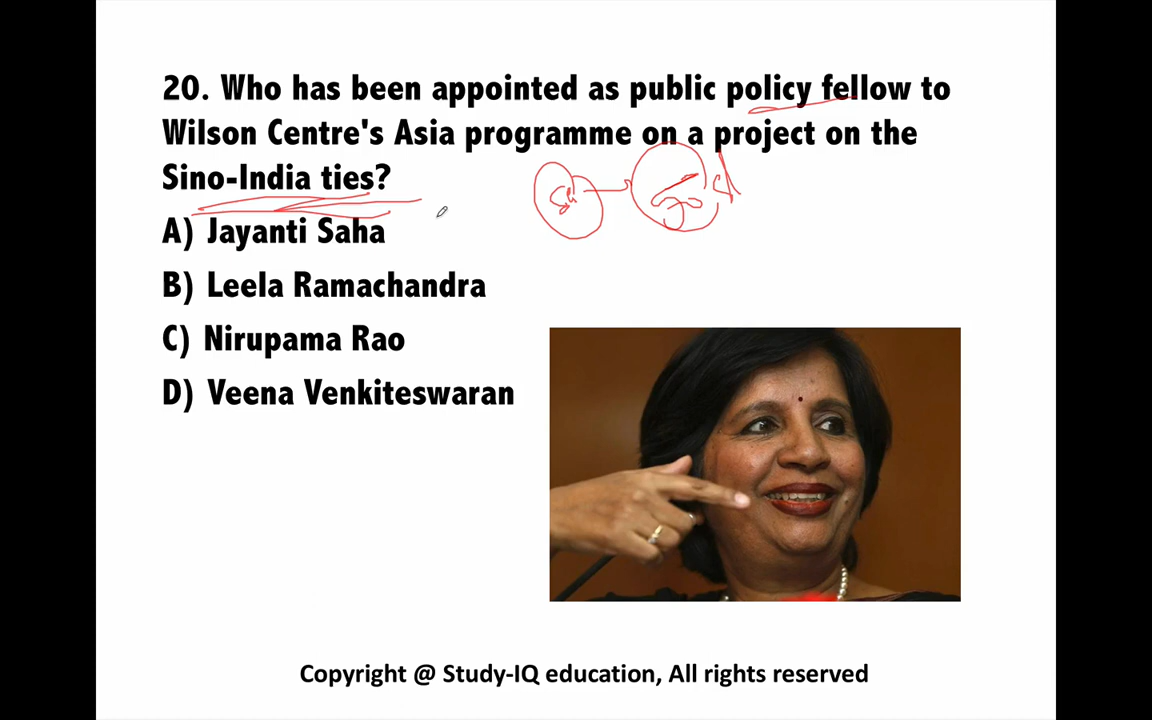 20. Who has been appointed as public policy fellow to
Wilson Centre's Asia programme on a project on the
Sino-India ties?
A) Jayanti Saha
B) Leela Ramachandra
C) Nirupama Rao
D) Veena Venkiteswaran
Copyright @ Study-IQ education, All rights reserved